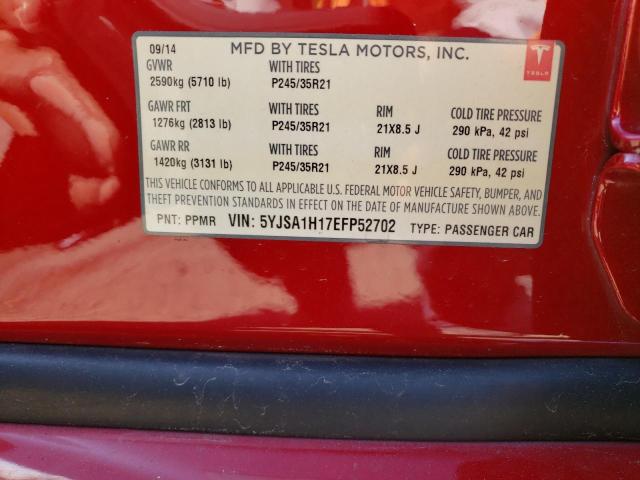 09/14 MFD BY TESLA MOTORS, INC.
TESLA
GVWR WITH TIRES
2590kg (5710 lb) P245/35R21
GAWR FRT WITH TIRES RIM COLD TIRE PRESSURE
1276kg (2813 lb) P245/35R21 21X8.5 J 290 kPa, 42 psi
GAWR RR WITH TIRES RIM COLD TIRE PRESSURE
1420kg (3131 lb) P245/35R21 21X8.5 J 290 kPa, 42 psi
THIS VEHICLE CONFORMS TO ALL APPLICABLE U.S. FEDERAL MOTOR VEHICLE SAFETY, BUMPER, AND
THEFT PREVENTION STANDARDS IN EFFECT ON THE DATE OF MANUFACTURE SHOWN ABOVE.
PNT: PPMR VIN: 5YJSA1H17EFP52702 TYPE: PASSENGER CAR